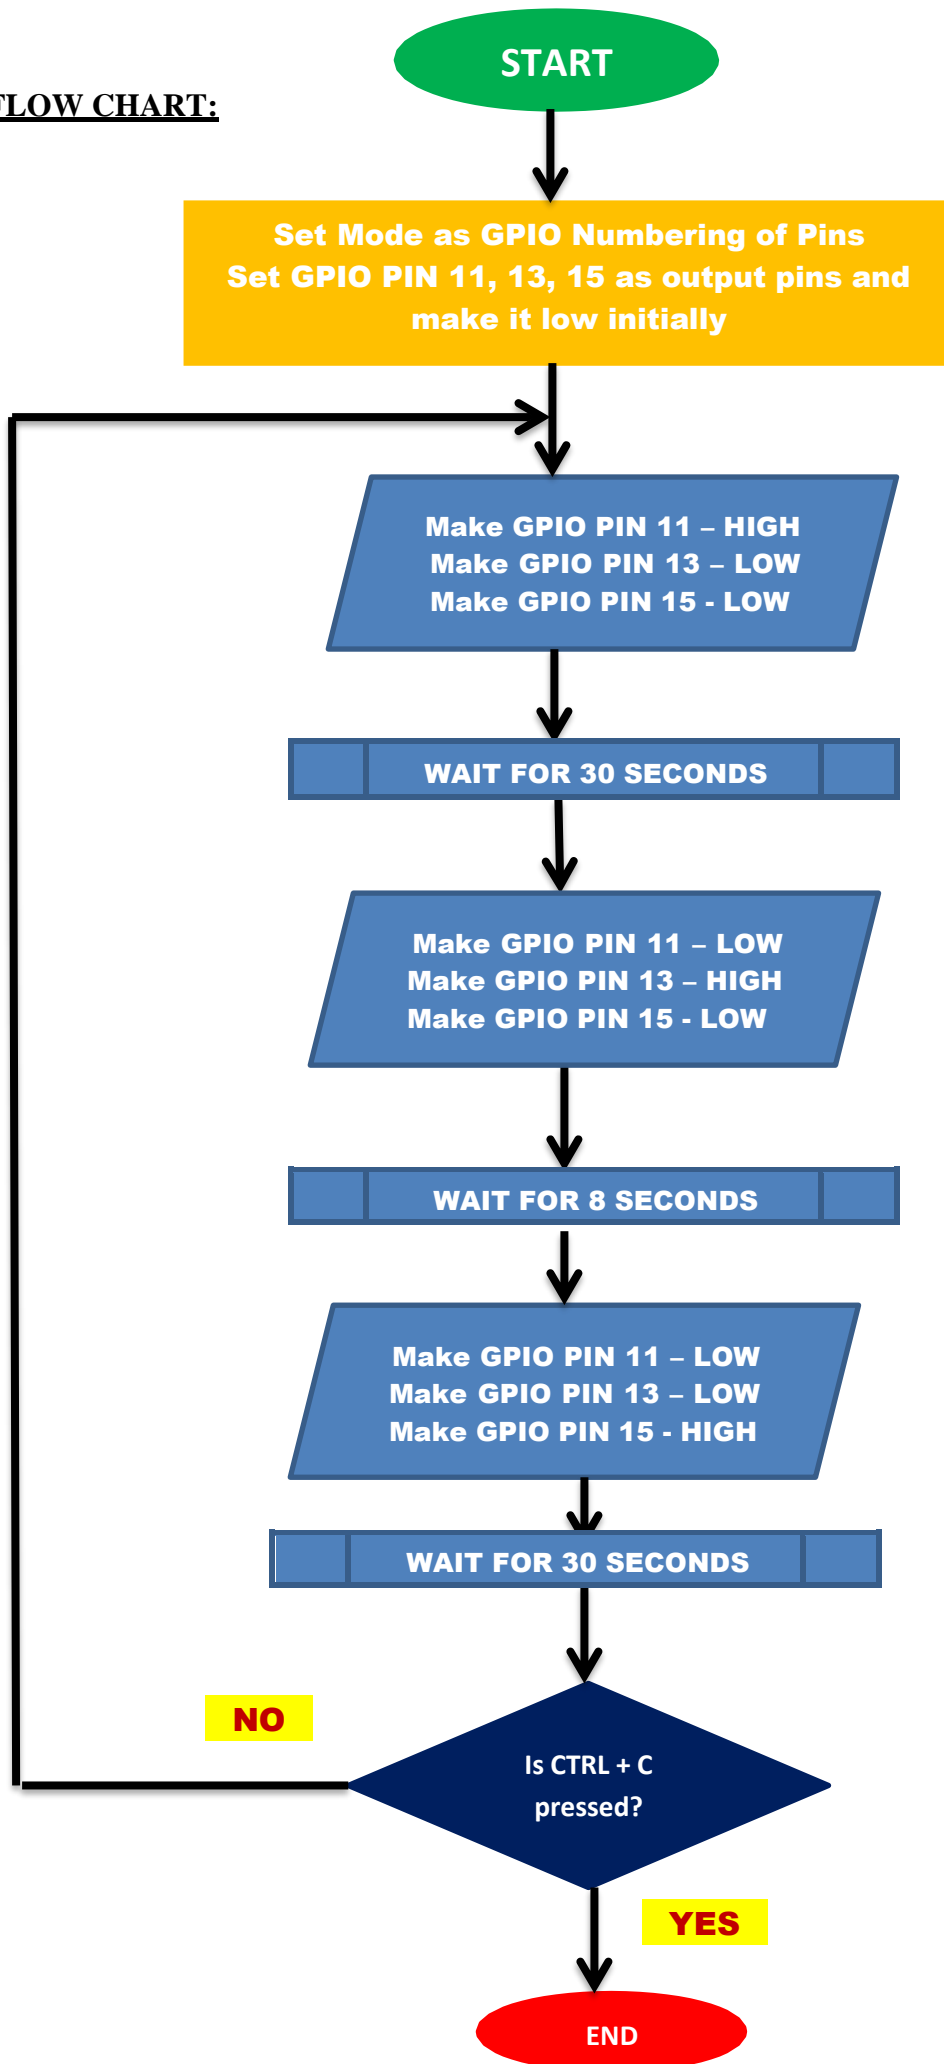 START
FLOW CHART:
Set Mode as GPIO Numbering of Pins
Set GPIO PIN 11, 13, 15 as output pins and
make it low initially
Make GPIO PIN 11 – HIGH
Make GPIO PIN 13 – LOW
Make GPIO PIN 15 - LOW
WAIT FOR 30 SECONDS
Make GPIO PIN 11 – LOW
Make GPIO PIN 13 – HIGH
Make GPIO PIN 15 - LOW
WAIT FOR 8 SECONDS
Make GPIO PIN 11 – LOW
Make GPIO PIN 13 – LOW
Make GPIO PIN 15 - HIGH
WAIT FOR 30 SECONDS
NO
Is CTRL + C
pressed?
YES
END